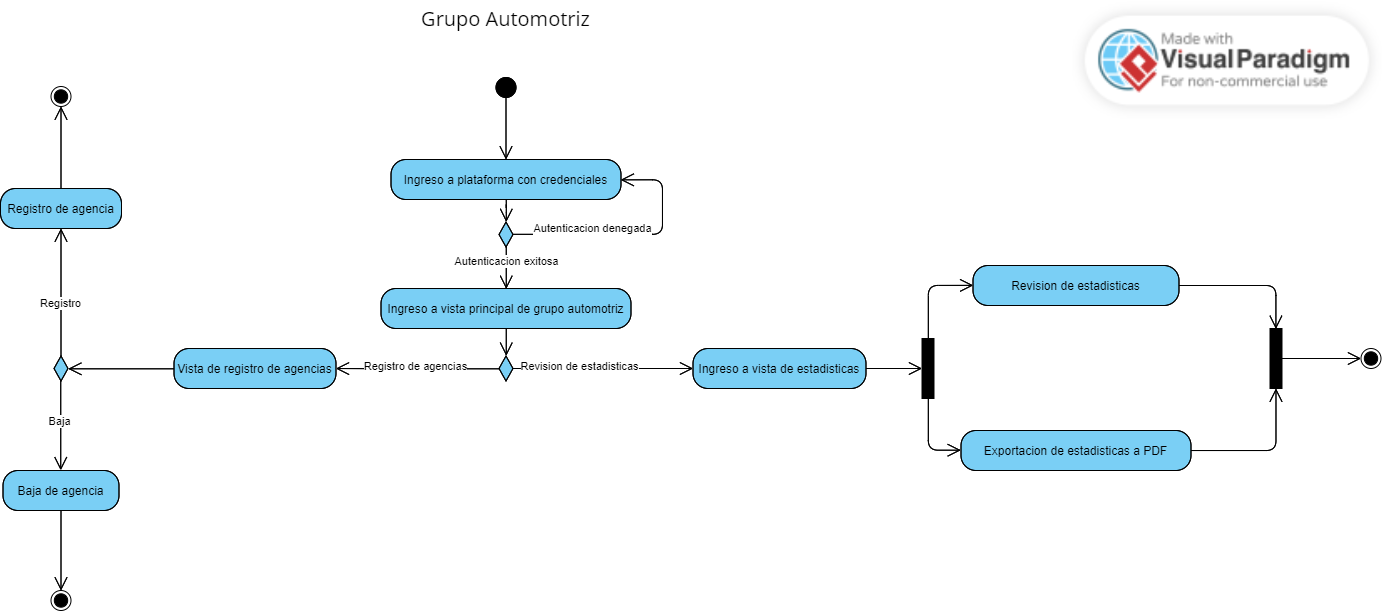 Grupo Automotriz
Made with
Visual Paradigm
For non-commercial use
Ingreso a plataforma con credenciales
Registro de agencia
Autenticacion denegada
Autenticacion exitosa
Revision de estadisticas
Registro
Ingreso a vista principal de grupo automotriz
Vista de registro de agencias
Registro de agencias
Revision de estadisticas
Ingreso a vista de estadisticas
Baja
Exportacion de estadisticas a PDF
Baja de agencia